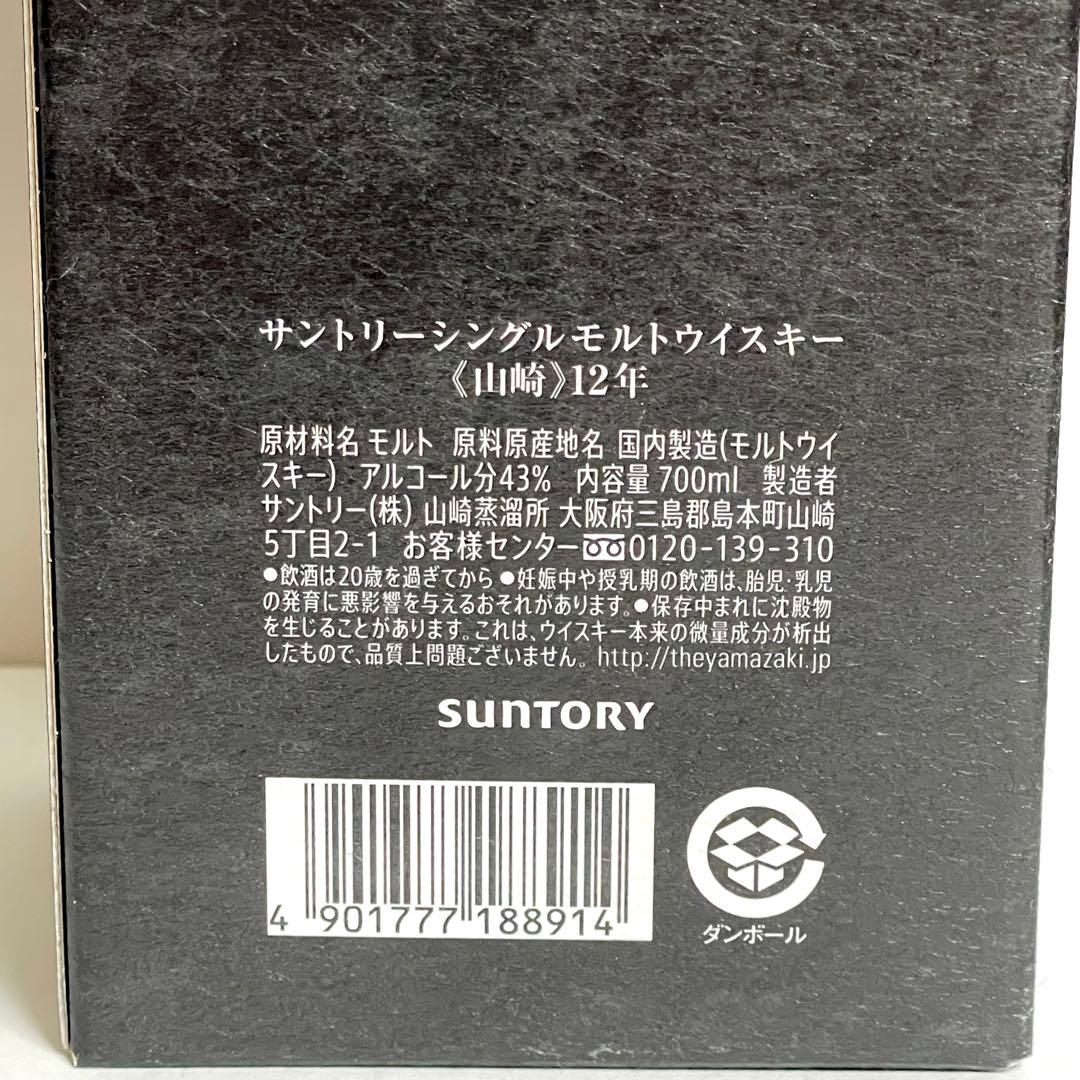 サントリーシングルモルトウイスキー
《山崎》12年
原材料名 モルト 原料原産地名 国内製造(モルトウイ
スキー) アルコール分43% 内容量 700ml 製造者
サントリー(株) 山崎蒸溜所 大阪府三島郡島本町山崎
5丁目2-1 お客様センター 0120-139-310
●飲酒は20歳を過ぎてから ●妊娠中や授乳期の飲酒は、胎児・乳児
の発育に悪影響を与えるおそれがあります。●保存中まれに沈殿物
を生じることがあります。これは、ウイスキー本来の微量成分が析出
したもので、品質上問題ございません。 http://theyamazaki.jp
SUNTORY
4 901777 188914
ダンボール